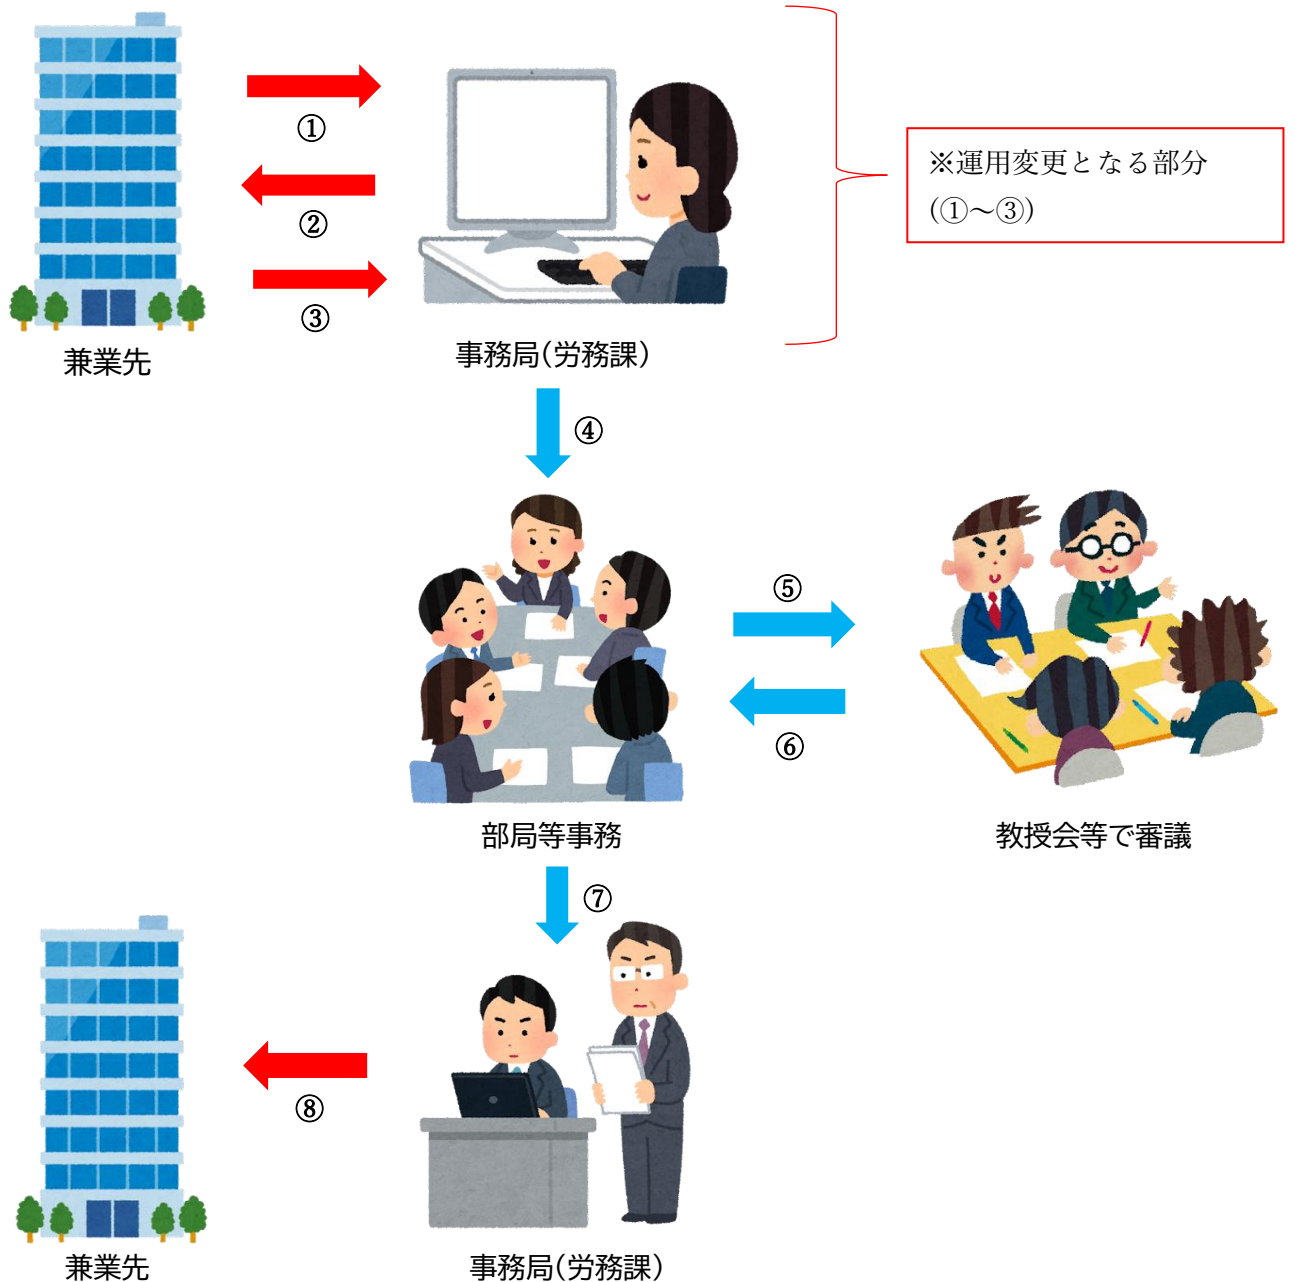 ①
②
③
兼業先
事務局(労務課)
※運用変更となる部分
(①～③)
④
⑤
⑥
部局等事務
教授会等で審議
⑦
⑧
兼業先
事務局(労務課)